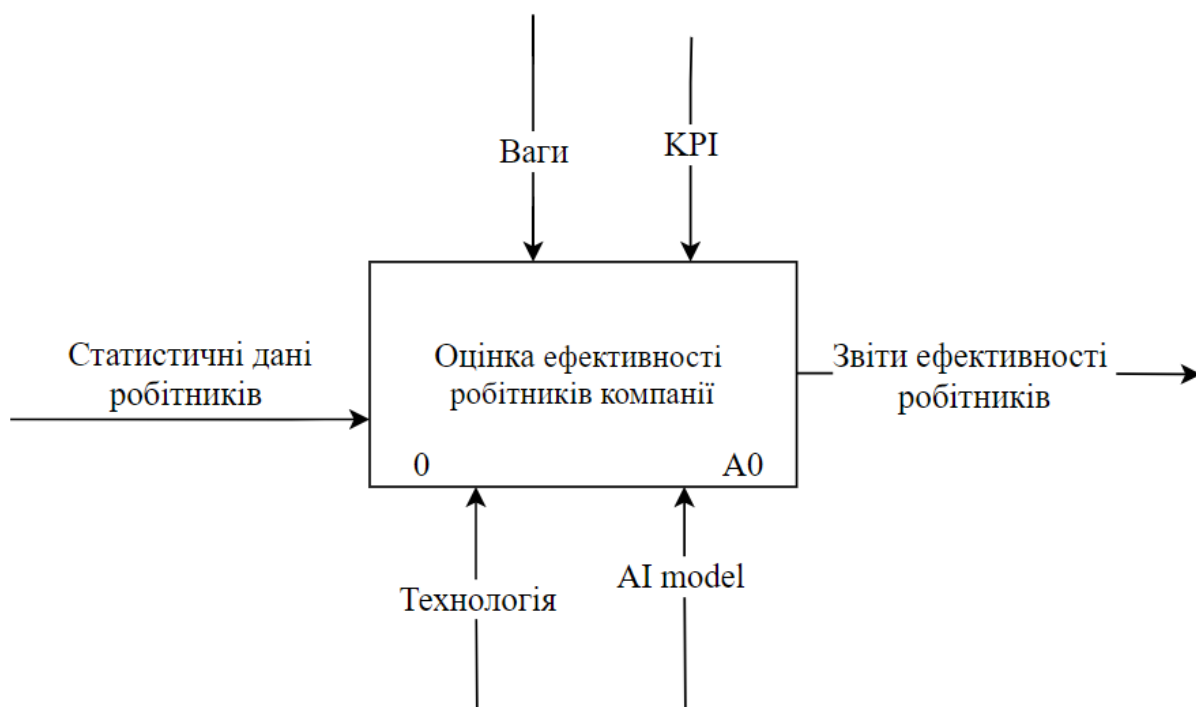 Ваги
KPI
Статистичні дані
робітників
Оцінка ефективності
робітників компанії
0
A0
Звіти ефективності
робітників
Технологія
AI model